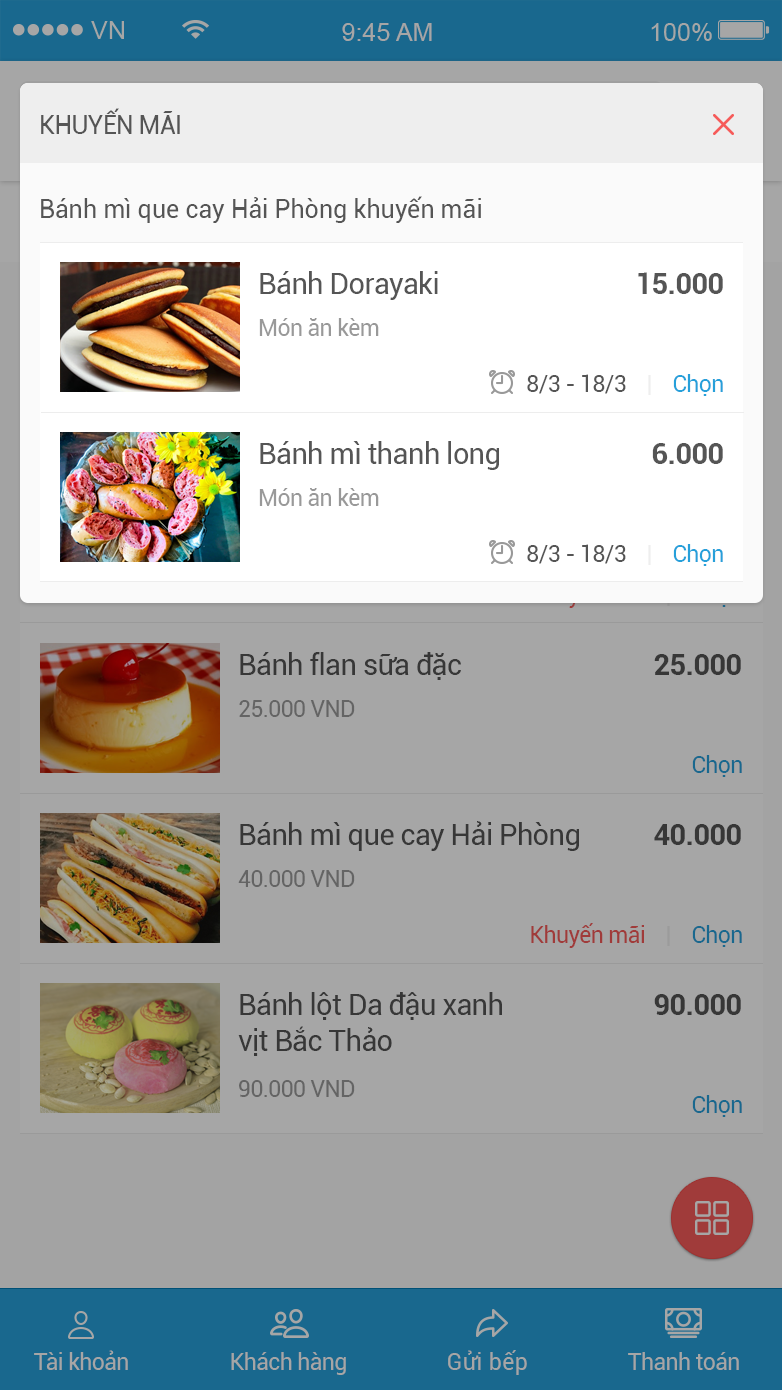 VN 9:45 AM 100%
KHUYẾN MÃI
Bánh mì que cay Hải Phòng khuyến mãi
Bánh Dorayaki 15.000
Món ăn kèm
8/3 - 18/3 | Chọn
Bánh mì thanh long 6.000
Món ăn kèm
8/3 - 18/3 | Chọn
Bánh flan sữa đặc 25.000
25.000 VND
Chọn
Bánh mì que cay Hải Phòng 40.000
40.000 VND
Khuyến mãi | Chọn
Bánh lột Da đậu xanh 90.000
vịt Bắc Thảo
90.000 VND
Chọn
Tài khoản Khách hàng Gửi bếp Thanh toán